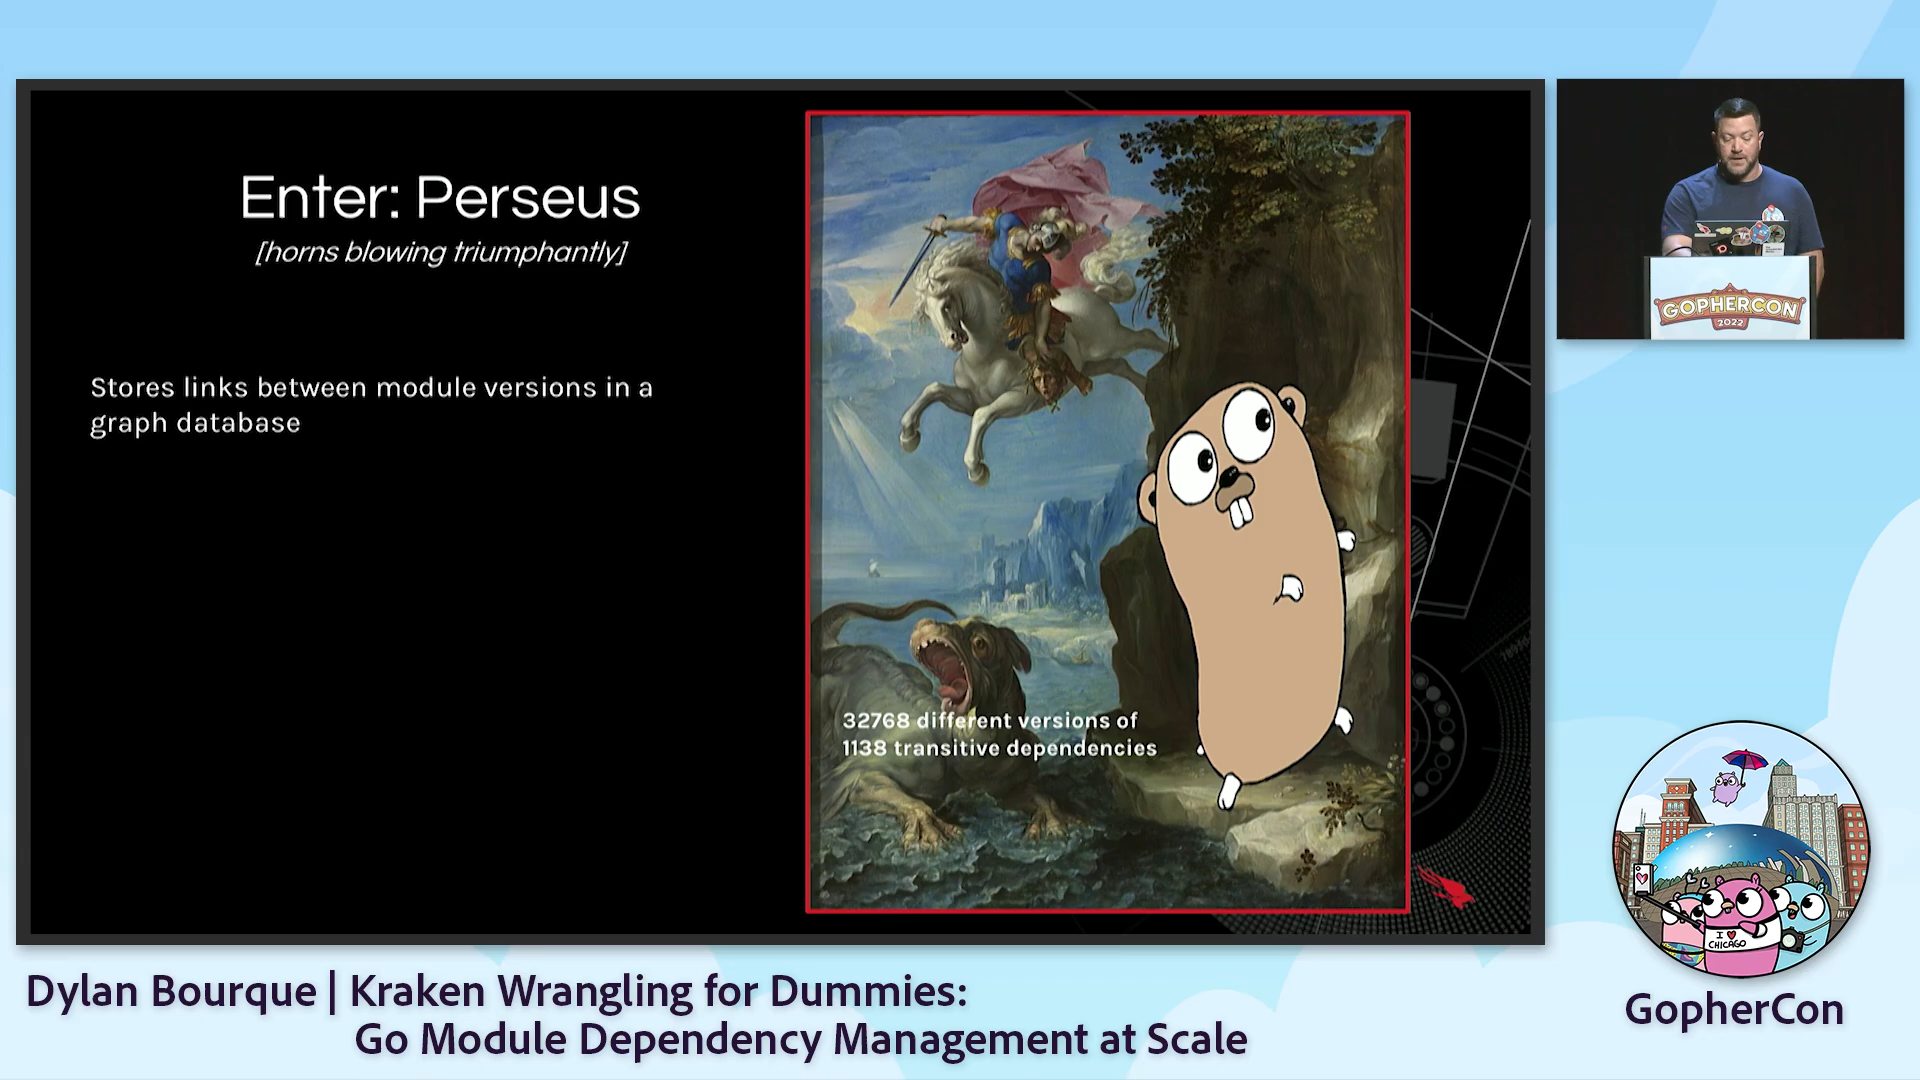 Enter: Perseus
[horns blowing triumphantly]
Stores links between module versions in a
graph database
32768 different versions of
1138 transitive dependencies
GOPHERCON
2022
I ♥
CHICAGO
GopherCon
Dylan Bourque | Kraken Wrangling for Dummies:
Go Module Dependency Management at Scale